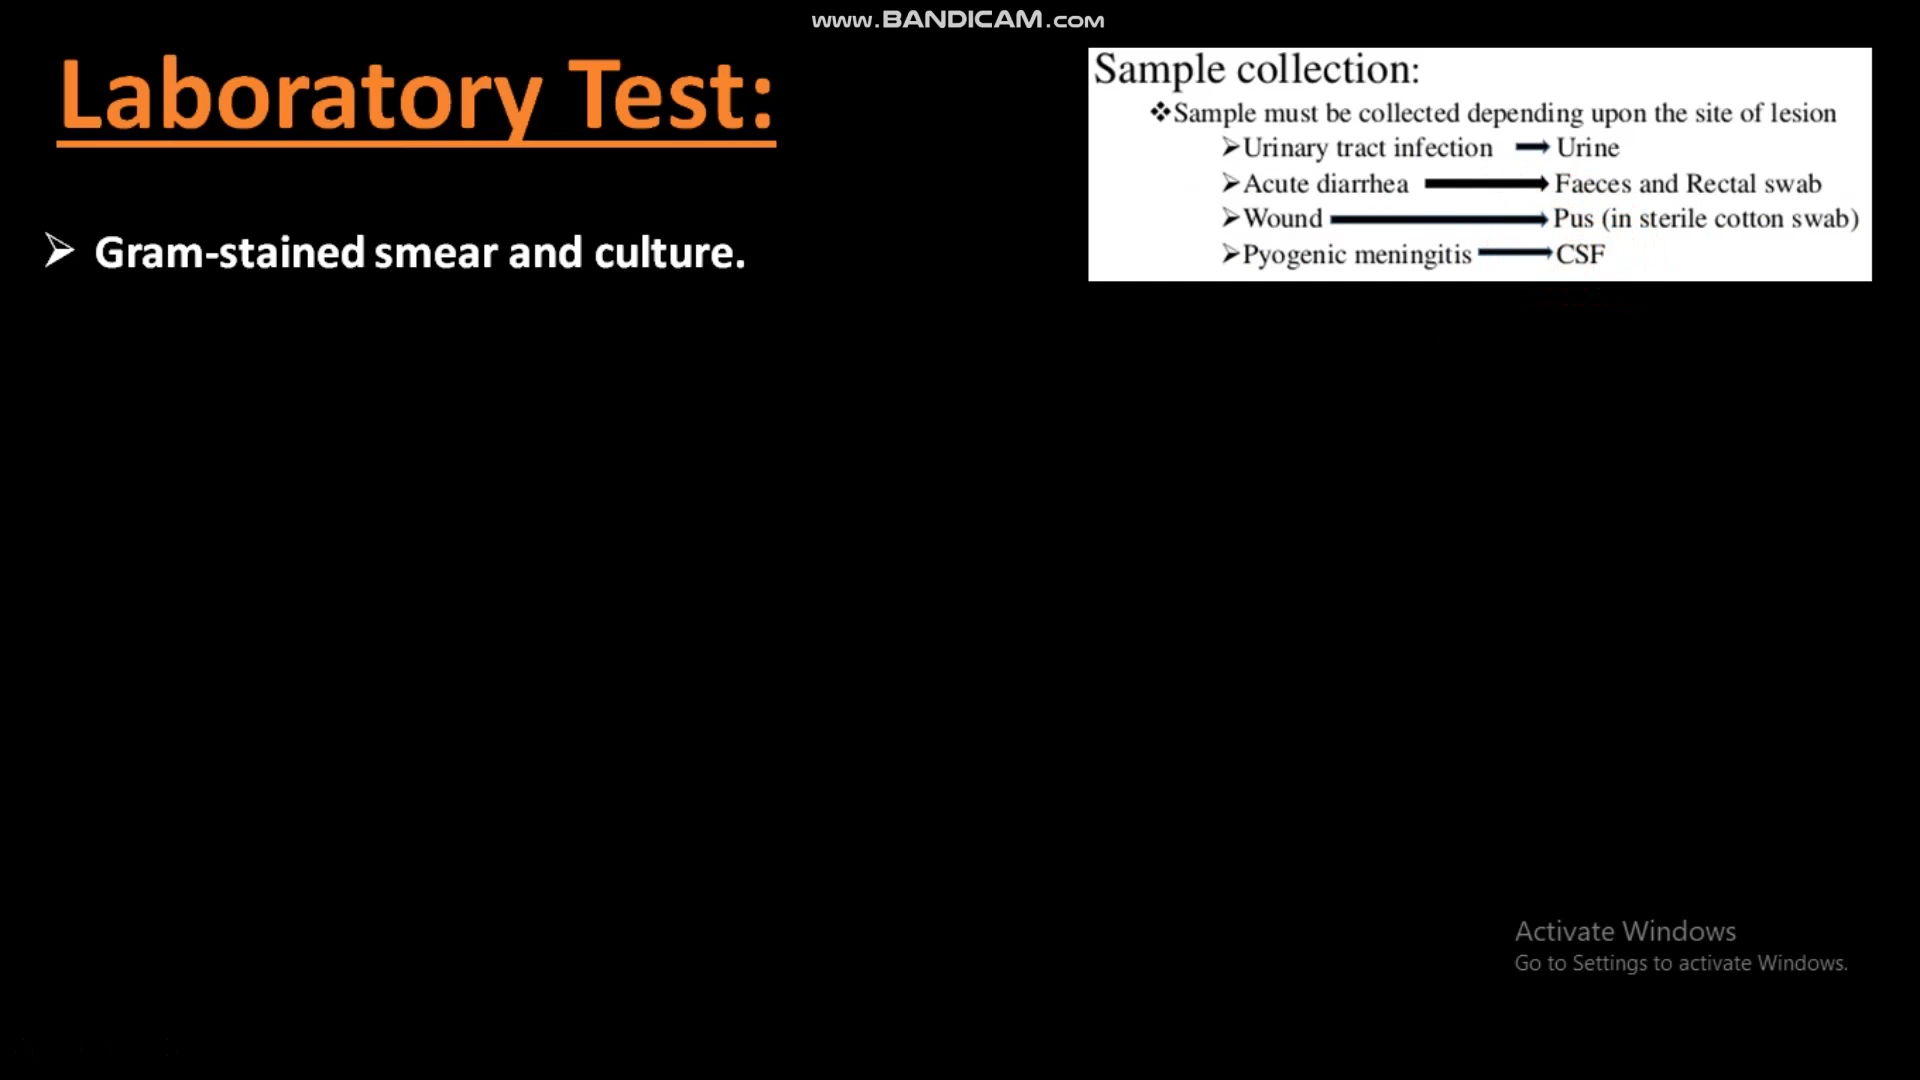 www.BANDICAM.com
Laboratory Test:
➢ Gram-stained smear and culture.
Sample collection:
❖Sample must be collected depending upon the site of lesion
➢Urinary tract infection → Urine
➢Acute diarrhea → Faeces and Rectal swab
➢Wound → Pus (in sterile cotton swab)
➢Pyogenic meningitis → CSF
Activate Windows
Go to Settings to activate Windows.